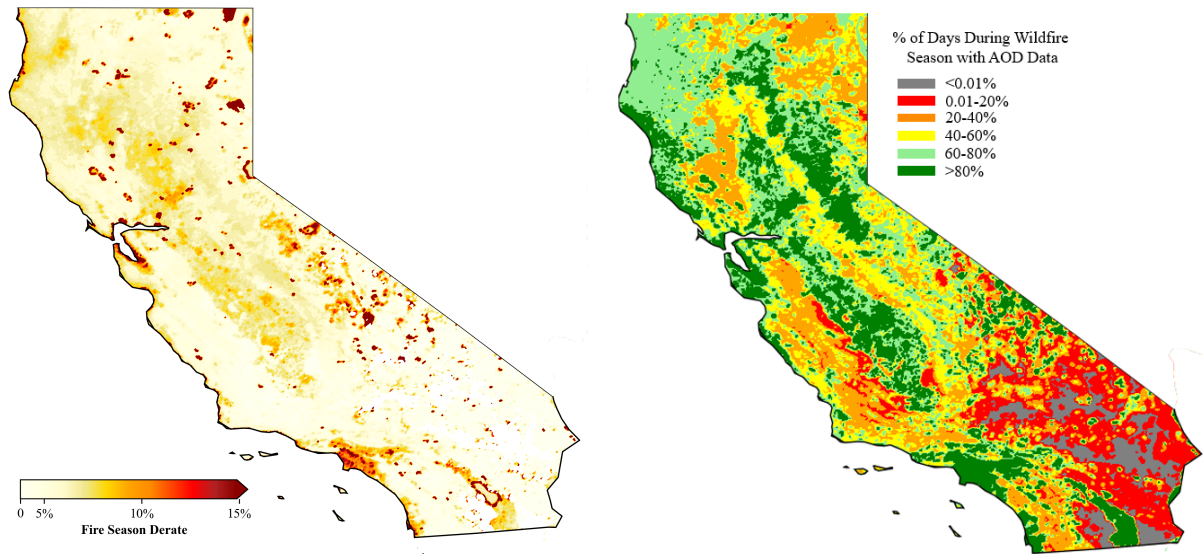 % of Days During Wildfire
Season with AOD Data
<0.01%
0.01-20%
20-40%
40-60%
60-80%
>80%
0 5% 10% 15%
Fire Season Derate